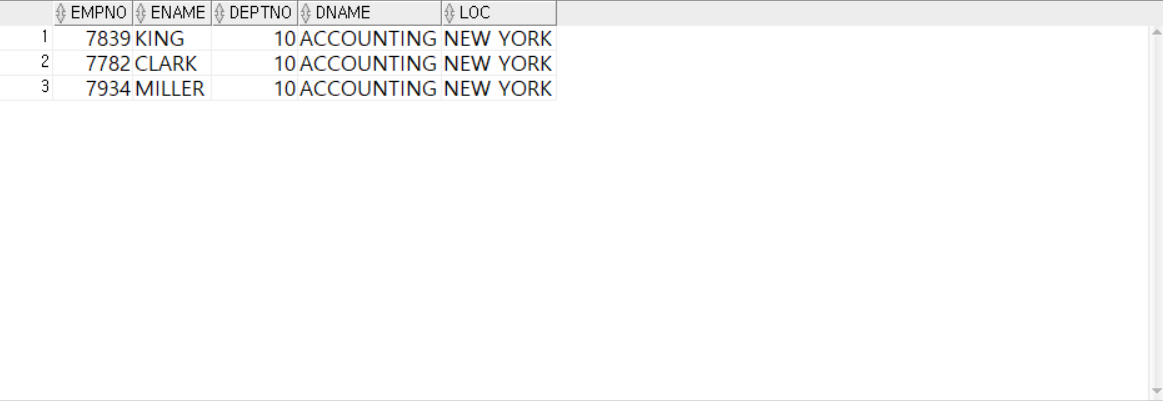 EMPNO ENAME DEPTNO DNAME LOC
1 7839 KING 10 ACCOUNTING NEW YORK
2 7782 CLARK 10 ACCOUNTING NEW YORK
3 7934 MILLER 10 ACCOUNTING NEW YORK